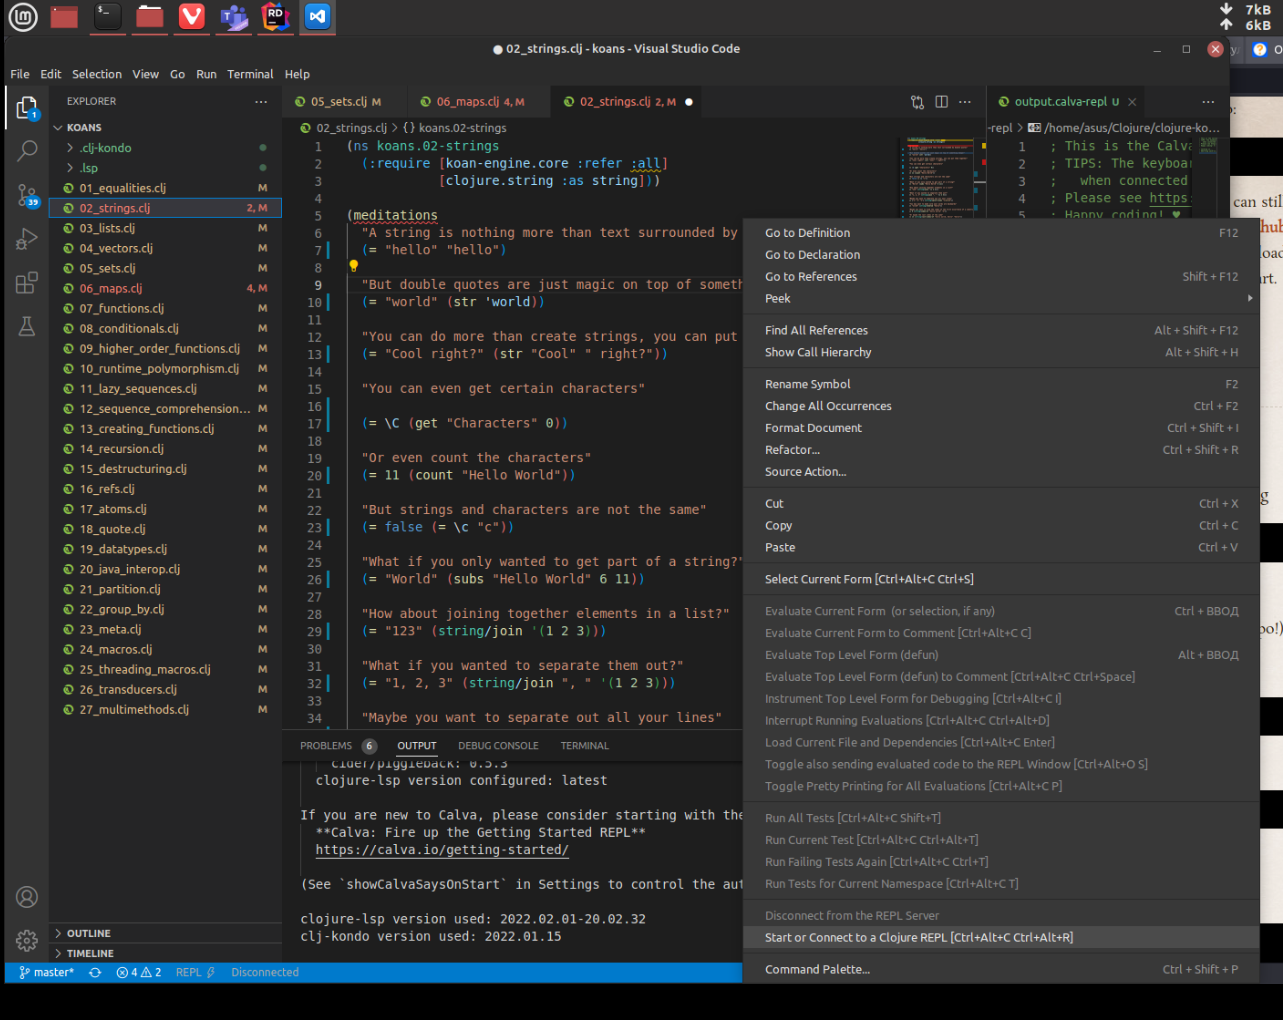 7kB
6kB
02_strings.clj - koans - Visual Studio Code
File Edit Selection View Go Run Terminal Help
EXPLORER
KOANS
.clj-kondo
.lsp
01_equalities.clj M
02_strings.clj 2, M
03_lists.clj M
04_vectors.clj M
05_sets.clj M
06_maps.clj 4, M
07_functions.clj M
08_conditionals.clj M
09_higher_order_functions.clj M
10_runtime_polymorphism.clj M
11_lazy_sequences.clj M
12_sequence_comprehension... M
13_creating_functions.clj M
14_recursion.clj M
15_destructuring.clj M
16_refs.clj M
17_atoms.clj M
18_quote.clj M
19_datatypes.clj M
20_java_interop.clj M
21_partition.clj M
22_group_by.clj M
23_meta.clj M
24_macros.clj M
25_threading_macros.clj M
26_transducers.clj M
27_multimethods.clj M
OUTLINE
TIMELINE
1
39
05_sets.clj M 06_maps.clj 4, M 02_strings.clj 2, M
02_strings.clj > {} koans.02-strings
1 (ns koans.02-strings
2 (:require [koan-engine.core :refer :all]
3 [clojure.string :as string]))
4
5 (meditations
6 "A string is nothing more than text surrounded by
7 (= "hello" "hello")
8
9 "But double quotes are just magic on top of someth
10 (= "world" (str 'world))
11
12 "You can do more than create strings, you can put
13 (= "Cool right?" (str "Cool" " right?"))
14
15 "You can even get certain characters"
16
17 (= \C (get "Characters" 0))
18
19 "Or even count the characters"
20 (= 11 (count "Hello World"))
21
22 "But strings and characters are not the same"
23 (= false (= \c "c"))
24
25 "What if you only wanted to get part of a string?"
26 (= "World" (subs "Hello World" 6 11))
27
28 "How about joining together elements in a list?"
29 (= "123" (string/join '(1 2 3)))
30
31 "What if you wanted to separate them out?"
32 (= "1, 2, 3" (string/join ", " '(1 2 3)))
33
34 "Maybe you want to separate out all your lines"
output.calva-repl U
-repl > /home/asus/Clojure/clojure-ko...
1 ; This is the Calva
2 ; TIPS: The keyboar
3 ; when connected
4 ; Please see https:
5 ; Happy coding! ♥
Go to Definition F12
Go to Declaration
Go to References Shift + F12
Peek
Find All References Alt + Shift + F12
Show Call Hierarchy Alt + Shift + H
Rename Symbol F2
Change All Occurrences Ctrl + F2
Format Document Ctrl + Shift + I
Refactor... Ctrl + Shift + R
Source Action...
Cut Ctrl + X
Copy Ctrl + C
Paste Ctrl + V
Select Current Form [Ctrl+Alt+C Ctrl+S]
Evaluate Current Form (or selection, if any) Ctrl + ВВОД
Evaluate Current Form to Comment [Ctrl+Alt+C C]
Evaluate Top Level Form (defun) Alt + ВВОД
Evaluate Top Level Form (defun) to Comment [Ctrl+Alt+C Ctrl+Space]
Instrument Top Level Form for Debugging [Ctrl+Alt+C I]
Interrupt Running Evaluations [Ctrl+Alt+C Ctrl+Alt+D]
Load Current File and Dependencies [Ctrl+Alt+C Enter]
Toggle also sending evaluated code to the REPL Window [Ctrl+Alt+O S]
Toggle Pretty Printing for All Evaluations [Ctrl+Alt+C P]
Run All Tests [Ctrl+Alt+C Shift+T]
Run Current Test [Ctrl+Alt+C Ctrl+Alt+T]
Run Failing Tests Again [Ctrl+Alt+C Ctrl+T]
Run Tests for Current Namespace [Ctrl+Alt+C T]
Disconnect from the REPL Server
Start or Connect to a Clojure REPL [Ctrl+Alt+C Ctrl+Alt+R]
Command Palette... Ctrl + Shift + P
PROBLEMS 6 OUTPUT DEBUG CONSOLE TERMINAL
cider/piggieback: 0.5.3
clojure-lsp version configured: latest
If you are new to Calva, please consider starting with the
**Calva: Fire up the Getting Started REPL**
https://calva.io/getting-started/
(See `showCalvaSaysOnStart` in Settings to control the aut
clojure-lsp version used: 2022.02.01-20.02.32
clj-kondo version used: 2022.01.15
master* 4 2 REPL Disconnected
can still